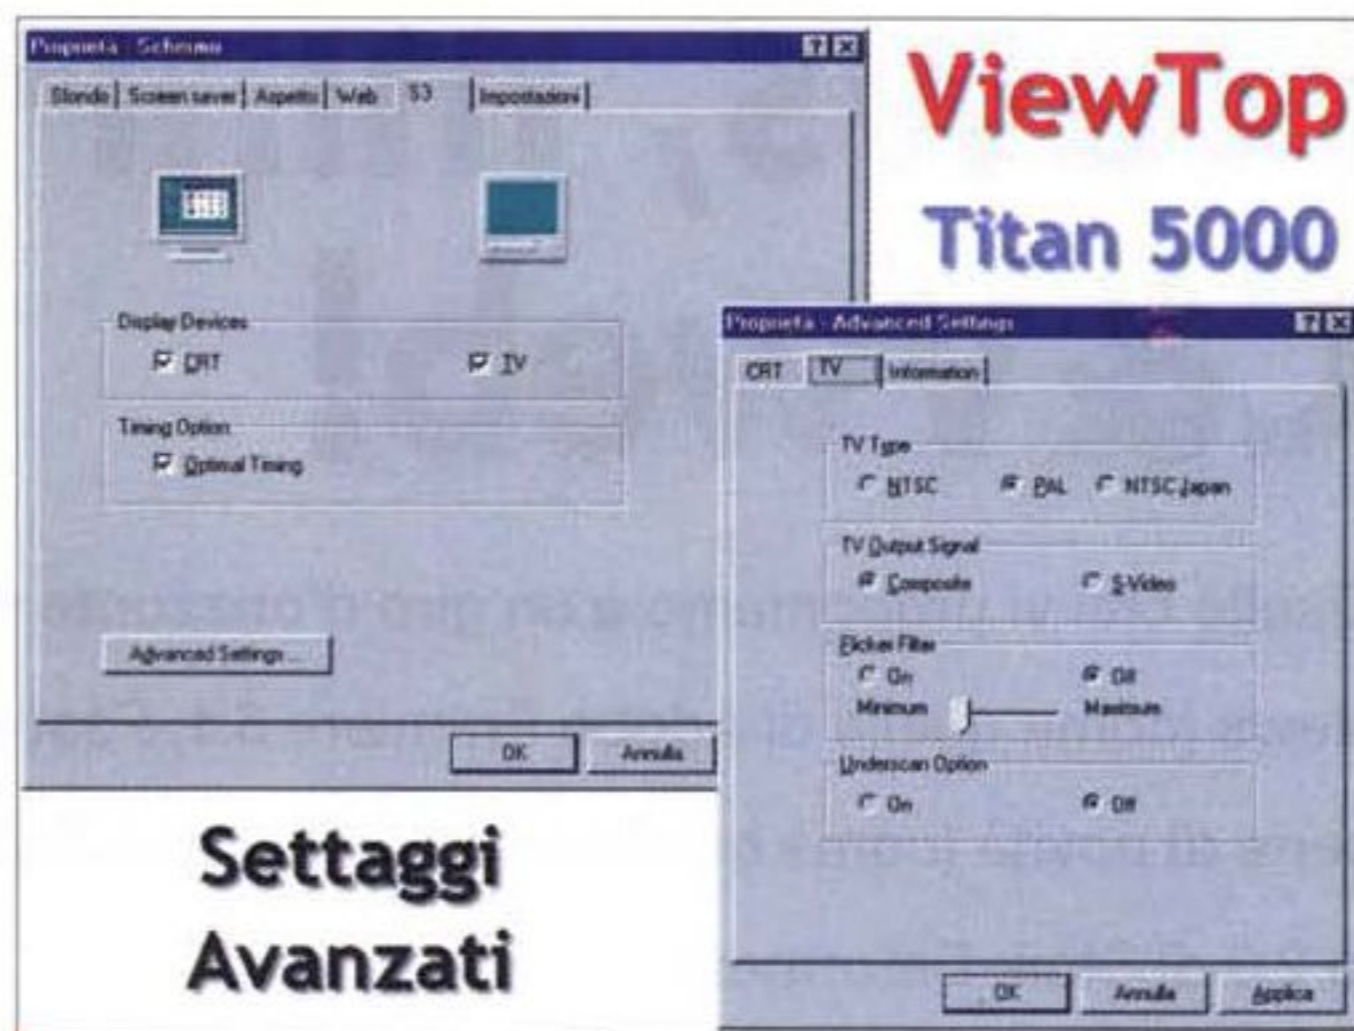 Proprietà - Schermo
Sfondo Screen saver Aspetto Web S3 Impostazioni
Display Devices
CRT TV
Timing Option
Optimal Timing
Advanced Settings...
OK Annulla
ViewTop
Titan 5000
Proprietà - Advanced Settings
CRT TV Information
TV Type
NTSC PAL NTSC-Japan
TV Output Signal
Composite S-Video
Flicker Filter
On Off
Minimum Maximum
Underscan Option
On Off
OK Annulla Applica
Settaggi
Avanzati